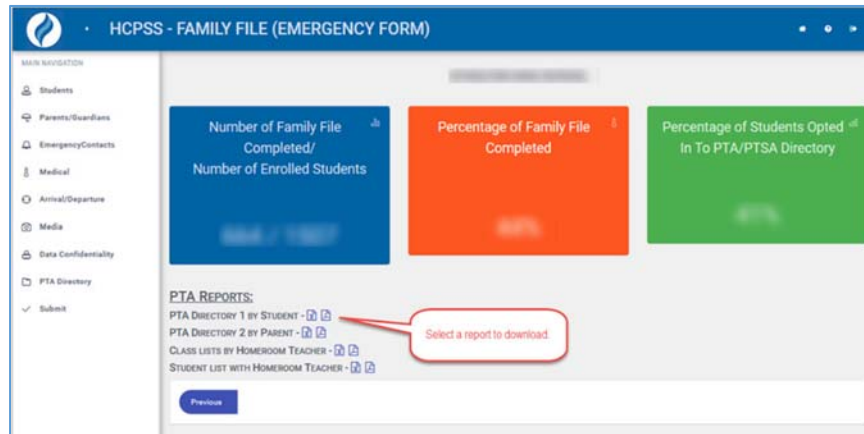 HCPSS - FAMILY FILE (EMERGENCY FORM)
MAIN NAVIGATION
Students
Parents/Guardians
EmergencyContacts
Medical
Arrival/Departure
Media
Data Confidentiality
PTA Directory
Submit
Number of Family File
Completed/
Number of Enrolled Students
Percentage of Family File
Completed
Percentage of Students Opted
In To PTA/PTSA Directory
PTA REPORTS:
PTA DIRECTORY 1 BY STUDENT -
PTA DIRECTORY 2 BY PARENT -
CLASS LISTS BY HOMEROOM TEACHER -
STUDENT LIST WITH HOMEROOM TEACHER -
Select a report to download.
Previous